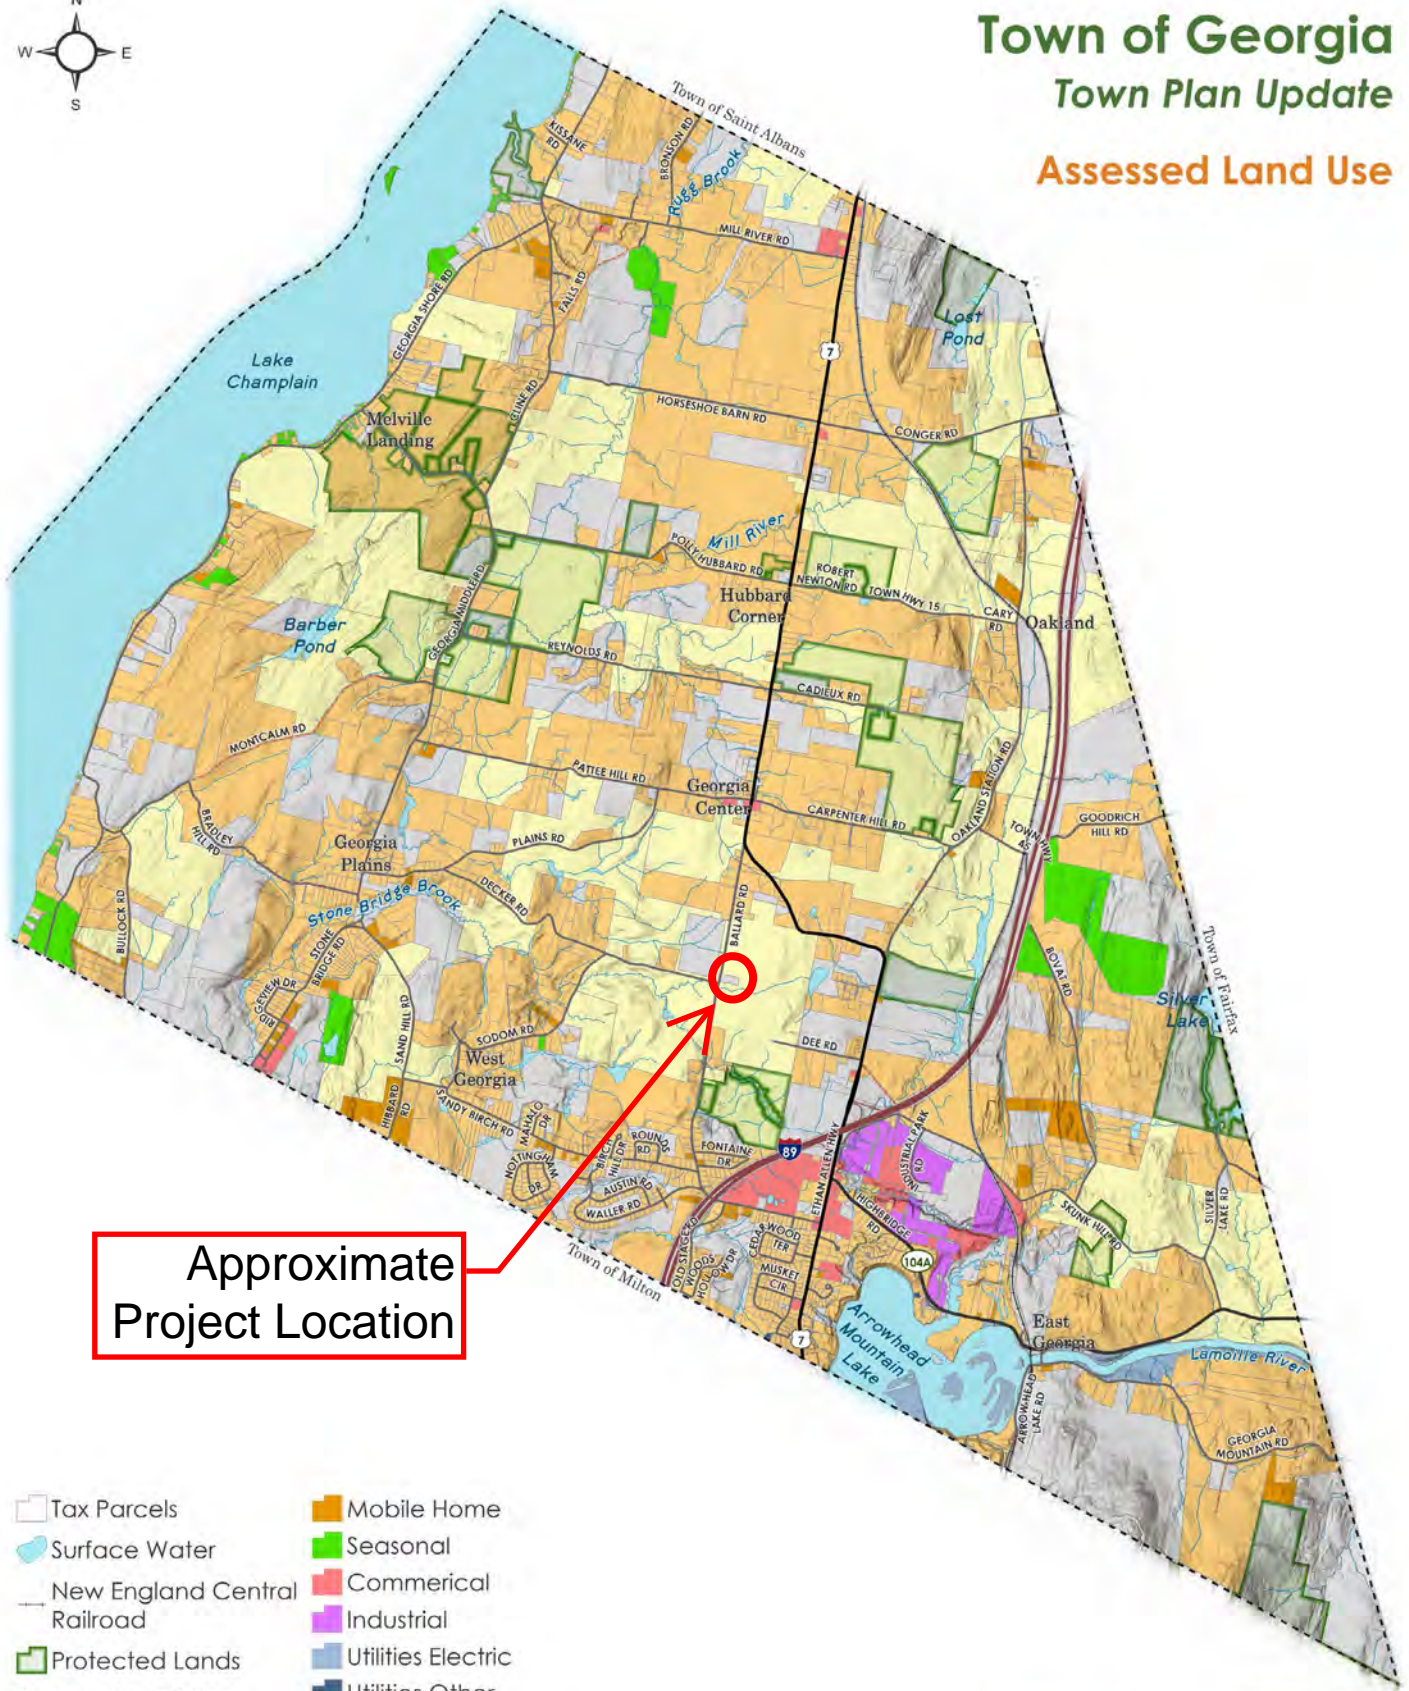 N
W
E
S
Town of Georgia
Town Plan Update
Assessed Land Use
Town of Saint Albans
KISSANE
RD
BRONSON RD
Rugg Brook
MILL RIVER RD
GEORGIA SHORE RD
FALLS RD
Lost
Pond
7
Lake
Champlain
CLINE RD
HORSESHOE BARN RD
CONGER RD
Melville
Landing
Mill River
POLLY HUBBARD RD
ROBERT
NEWTON RD
TOWN HWY 15
Hubbard
Corner
CARY
RD
Oakland
Barber
Pond
GEORGIA MIDDLE RD
REYNOLDS RD
CADIEUX RD
MONTCALM RD
PATTEE HILL RD
Georgia
Center
CARPENTER HILL RD
OAKLAND STATION RD
TOWN HWY
45
GOODRICH
HILL RD
BRADLEY
HILL RD
Georgia
Plains
PLAINS RD
DECKER RD
Stone Bridge Brook
BULLOCK RD
STONE
BRIDGE RD
BALLARD RD
BOVAT RD
Town of Fairfax
RIDGEVIEW DR
SAND HILL RD
SODOM RD
West
Georgia
DEE RD
Silver
Lake
HIBBARD
RD
SANDY BIRCH RD
MAHALO
DR
NOTTINGHAM
DR
BIRCH
HILL DR
ROUNDS
RD
FONTAINE
DR
AUSTIN RD
WALLER RD
89
ETHAN ALLEN HWY
INDUSTRIAL PARK
RD
HIGHBRIDGE
RD
SKUNK HILL RD
SILVER
LAKE RD
OLD STAGE RD
WOODS
HOLLOW DR
CEDARWOOD
TER
MUSKET
CIR
104A
Town of Milton
7
Arrowhead
Mountain
Lake
East
Georgia
Lamoille River
ARROWHEAD
LAKE RD
GEORGIA
MOUNTAIN RD
Approximate
Project Location
Tax Parcels
Surface Water
New England Central
Railroad
Protected Lands
Mobile Home
Seasonal
Commerical
Industrial
Utilities Electric
Utilities Other